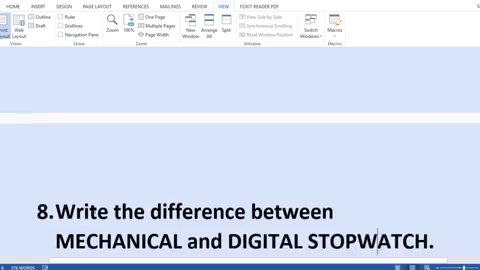 HOME INSERT DESIGN PAGE LAYOUT REFERENCES MAILINGS REVIEW VIEW FOXIT READER PDF
Outline Ruler One Page View Side by Side
Draft Gridlines Multiple Pages Synchronous Scrolling
Web Layout Navigation Pans Zoom 100% Page Width New Window Arrange All Split Reset Window Position Switch Windows Macros
Views Show Zoom Window Macros
8. Write the difference between
MECHANICAL and DIGITAL STOPWATCH.
376 WORDS